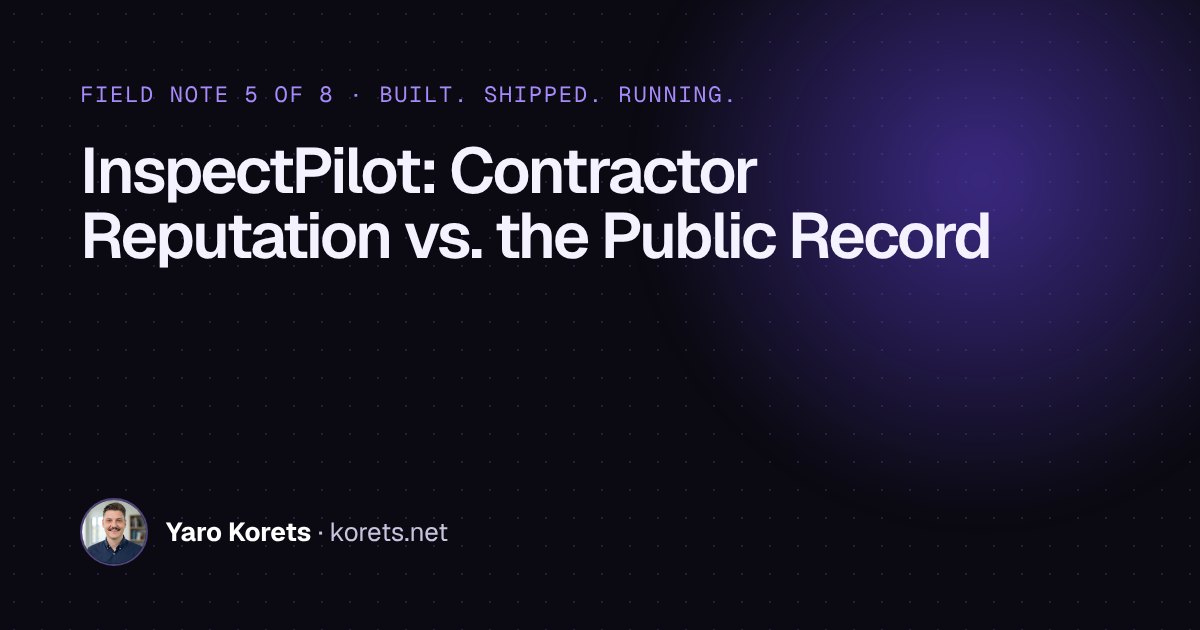 FIELD NOTE 5 OF 8 · BUILT. SHIPPED. RUNNING.
InspectPilot: Contractor
Reputation vs. the Public Record
Yaro Korets · korets.net